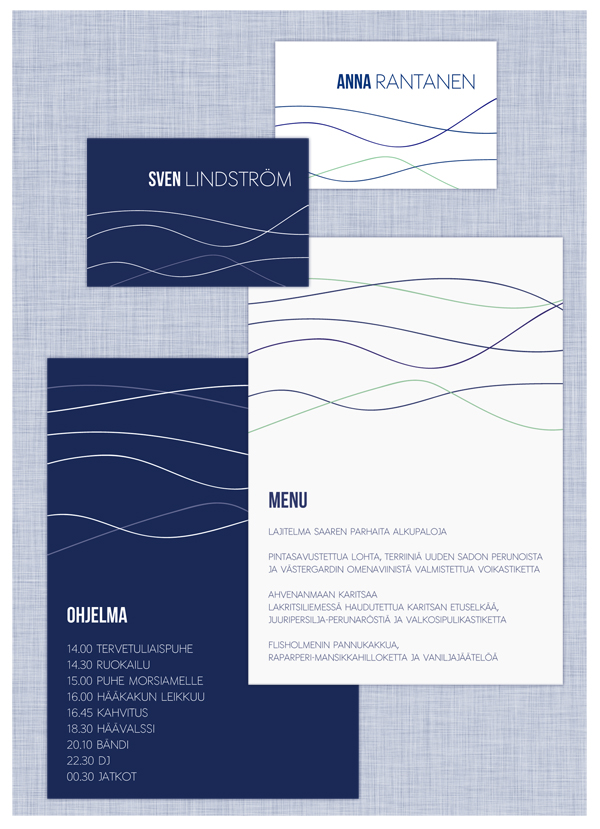 ANNA RANTANEN
SVEN LINDSTRÖM
MENU
LAJITELMA SAAREN PARHAITA ALKUPALOJA
PINTASAVUSTETTUA LOHTA, TERRIINIÄ UUDEN SADON PERUNOISTA
JA VÄSTERGARDIN OMENAVIINISTÄ VALMISTETTUA VOIKASTIKETTA
AHVENANMAAN KARITSAA
LAKRITSILIEMESSÄ HAUDUTETTUA KARITSAN ETUSELKÄÄ,
JUURIPERSILJA-PERUNARÖSTIÄ JA VALKOSIPULIKASTIKETTA
FLISHOLMENIN PANNUKAKKUA,
RAPARPERI-MANSIKKAHILLOKETTA JA VANILJAJÄÄTELÖÄ
OHJELMA
14.00 TERVETULIAISPUHE
14.30 RUOKAILU
15.00 PUHE MORSIAMELLE
16.00 HÄÄKAKUN LEIKKUU
16.45 KAHVITUS
18.30 HÄÄVALSSI
20.10 BÄNDI
22.30 DJ
00.30 JATKOT